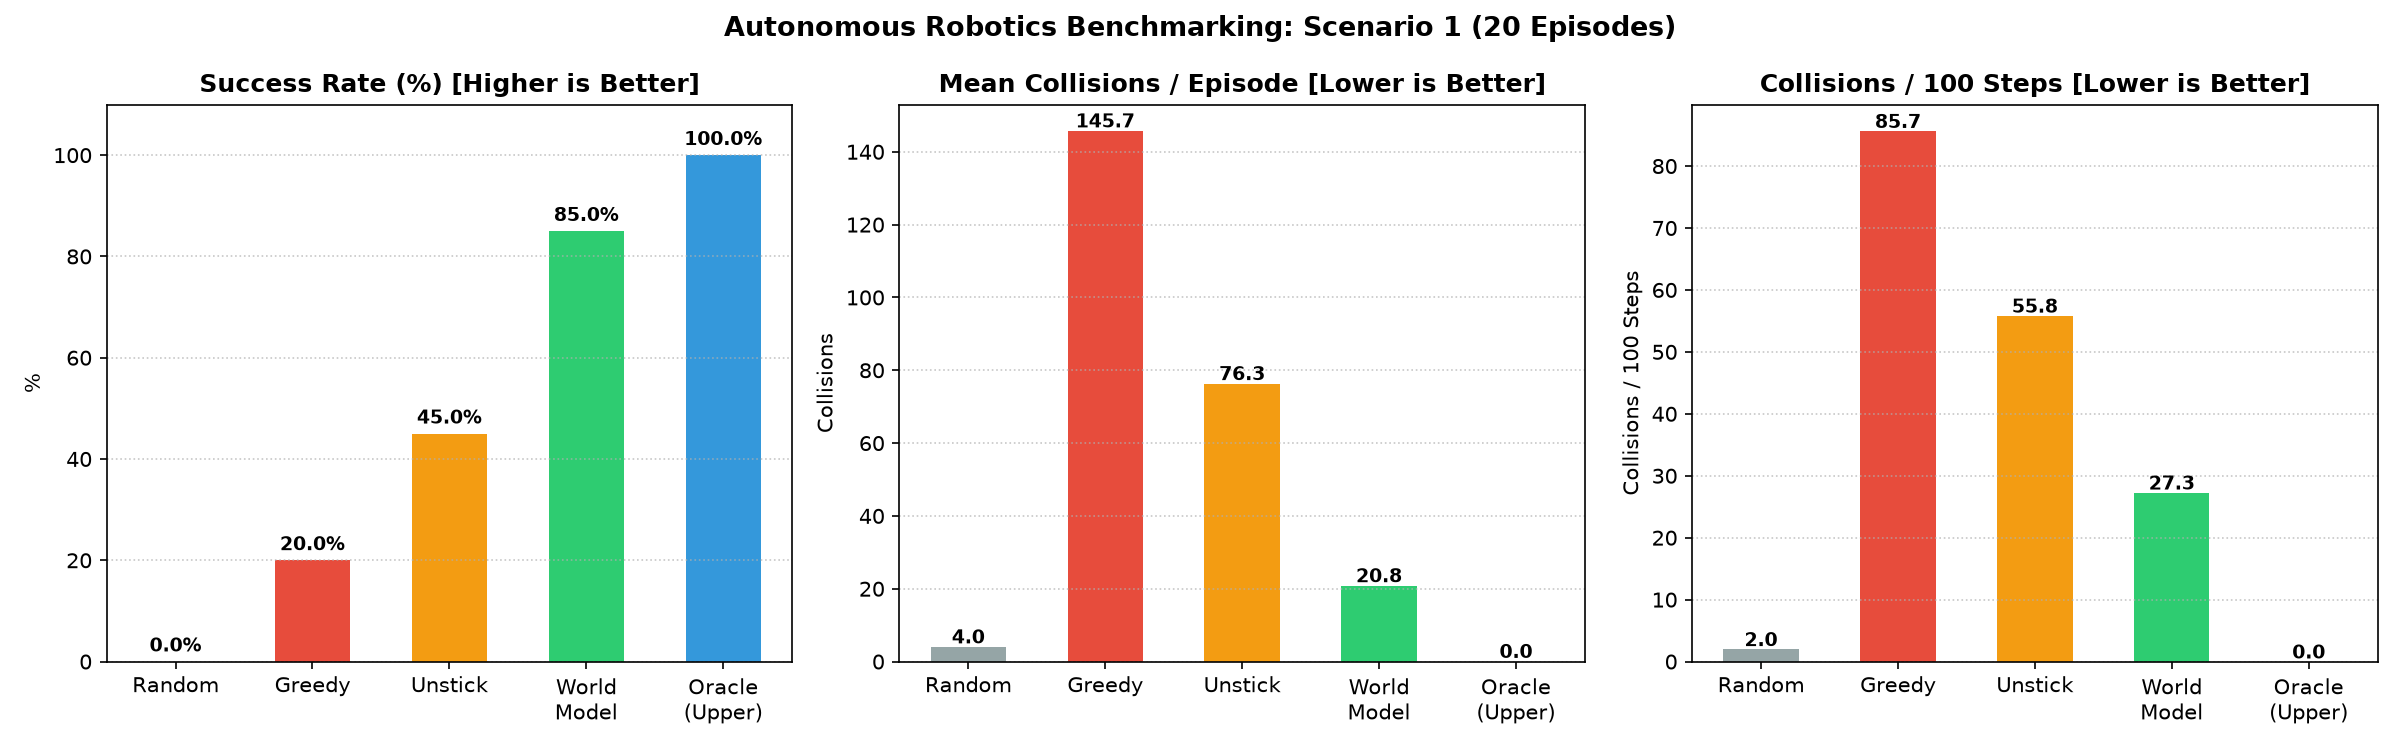 Autonomous Robotics Benchmarking: Scenario 1 (20 Episodes)
Success Rate (%) [Higher is Better]
%
100
80
60
40
20
0
0.0%
20.0%
45.0%
85.0%
100.0%
Random
Greedy
Unstick
World
Model
Oracle
(Upper)
Mean Collisions / Episode [Lower is Better]
Collisions
140
120
100
80
60
40
20
0
4.0
145.7
76.3
20.8
0.0
Random
Greedy
Unstick
World
Model
Oracle
(Upper)
Collisions / 100 Steps [Lower is Better]
Collisions / 100 Steps
80
70
60
50
40
30
20
10
0
2.0
85.7
55.8
27.3
0.0
Random
Greedy
Unstick
World
Model
Oracle
(Upper)